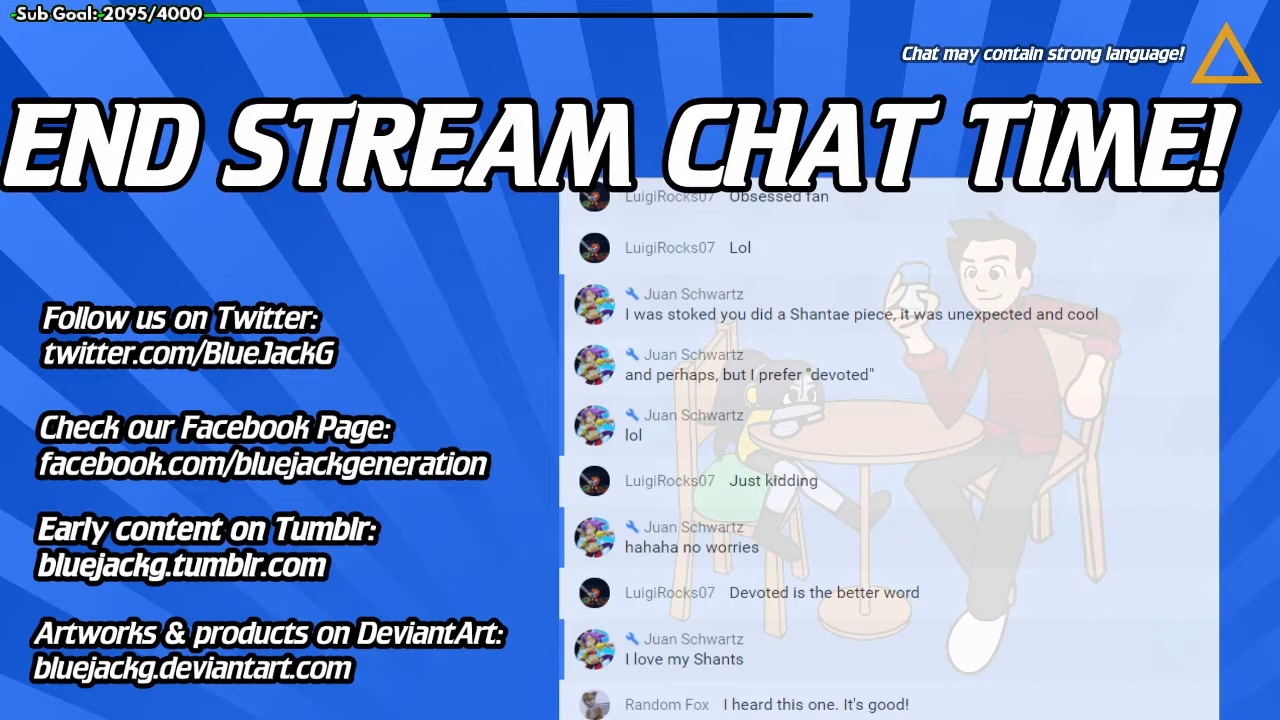 Sub Goal: 2095/4000
Chat may contain strong language!
END STREAM CHAT TIME!
Follow us on Twitter:
twitter.com/BlueJackG
Check our Facebook Page:
facebook.com/bluejackgeneration
Early content on Tumblr:
bluejackg.tumblr.com
Artworks & products on DeviantArt:
bluejackg.deviantart.com
LuigiRocks07 Obsessed fan
LuigiRocks07 Lol
Juan Schwartz
I was stoked you did a Shantae piece, it was unexpected and cool
Juan Schwartz
and perhaps, but I prefer "devoted"
Juan Schwartz
lol
LuigiRocks07 Just kidding
Juan Schwartz
hahaha no worries
LuigiRocks07 Devoted is the better word
Juan Schwartz
I love my Shants
Random Fox I heard this one. It's good!